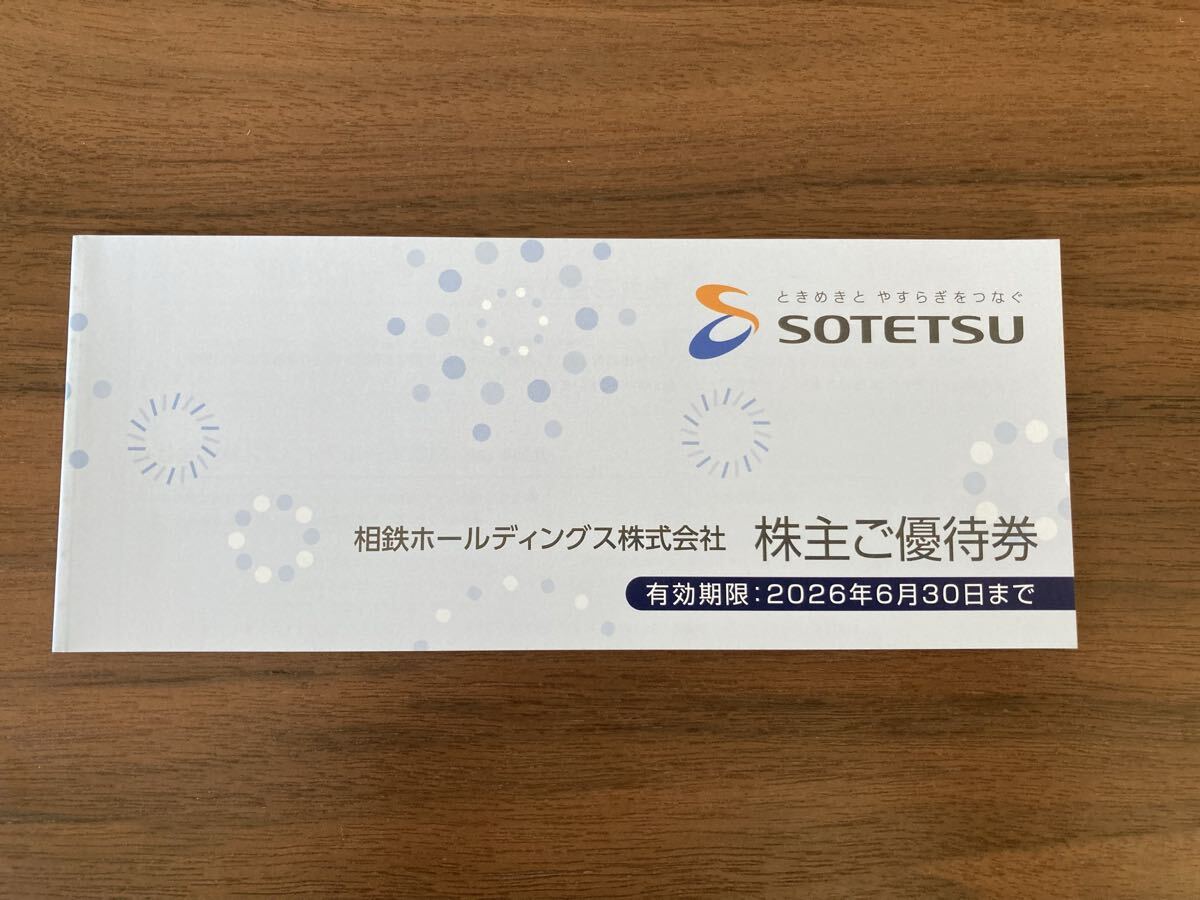 ときめきと やすらぎをつなぐ
SOTETSU
相鉄ホールディングス株式会社 株主ご優待券
有効期限：2026年6月30日まで